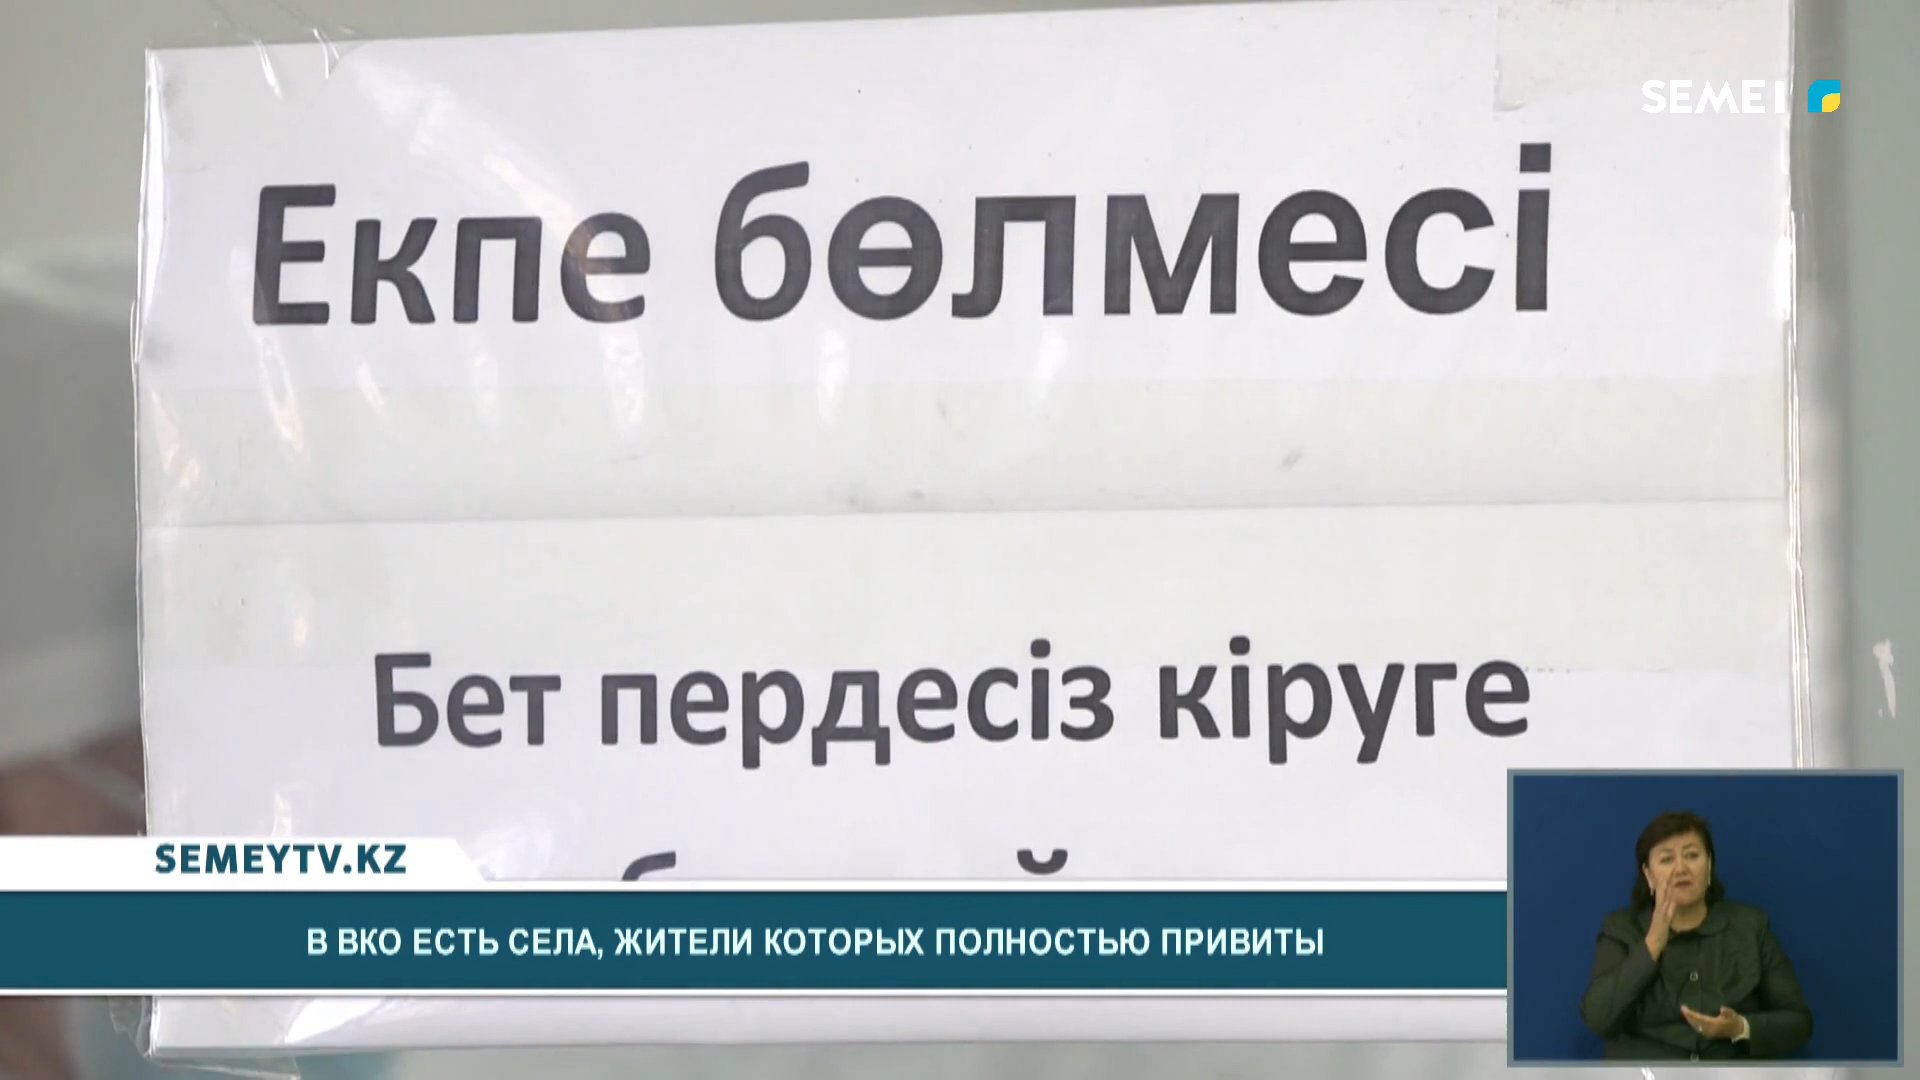 SEMEI
Екпе бөлмесі
Бет пердесіз кіруге
SEMEYTV.KZ
В ВКО ЕСТЬ СЕЛА, ЖИТЕЛИ КОТОРЫХ ПОЛНОСТЬЮ ПРИВИТЫ